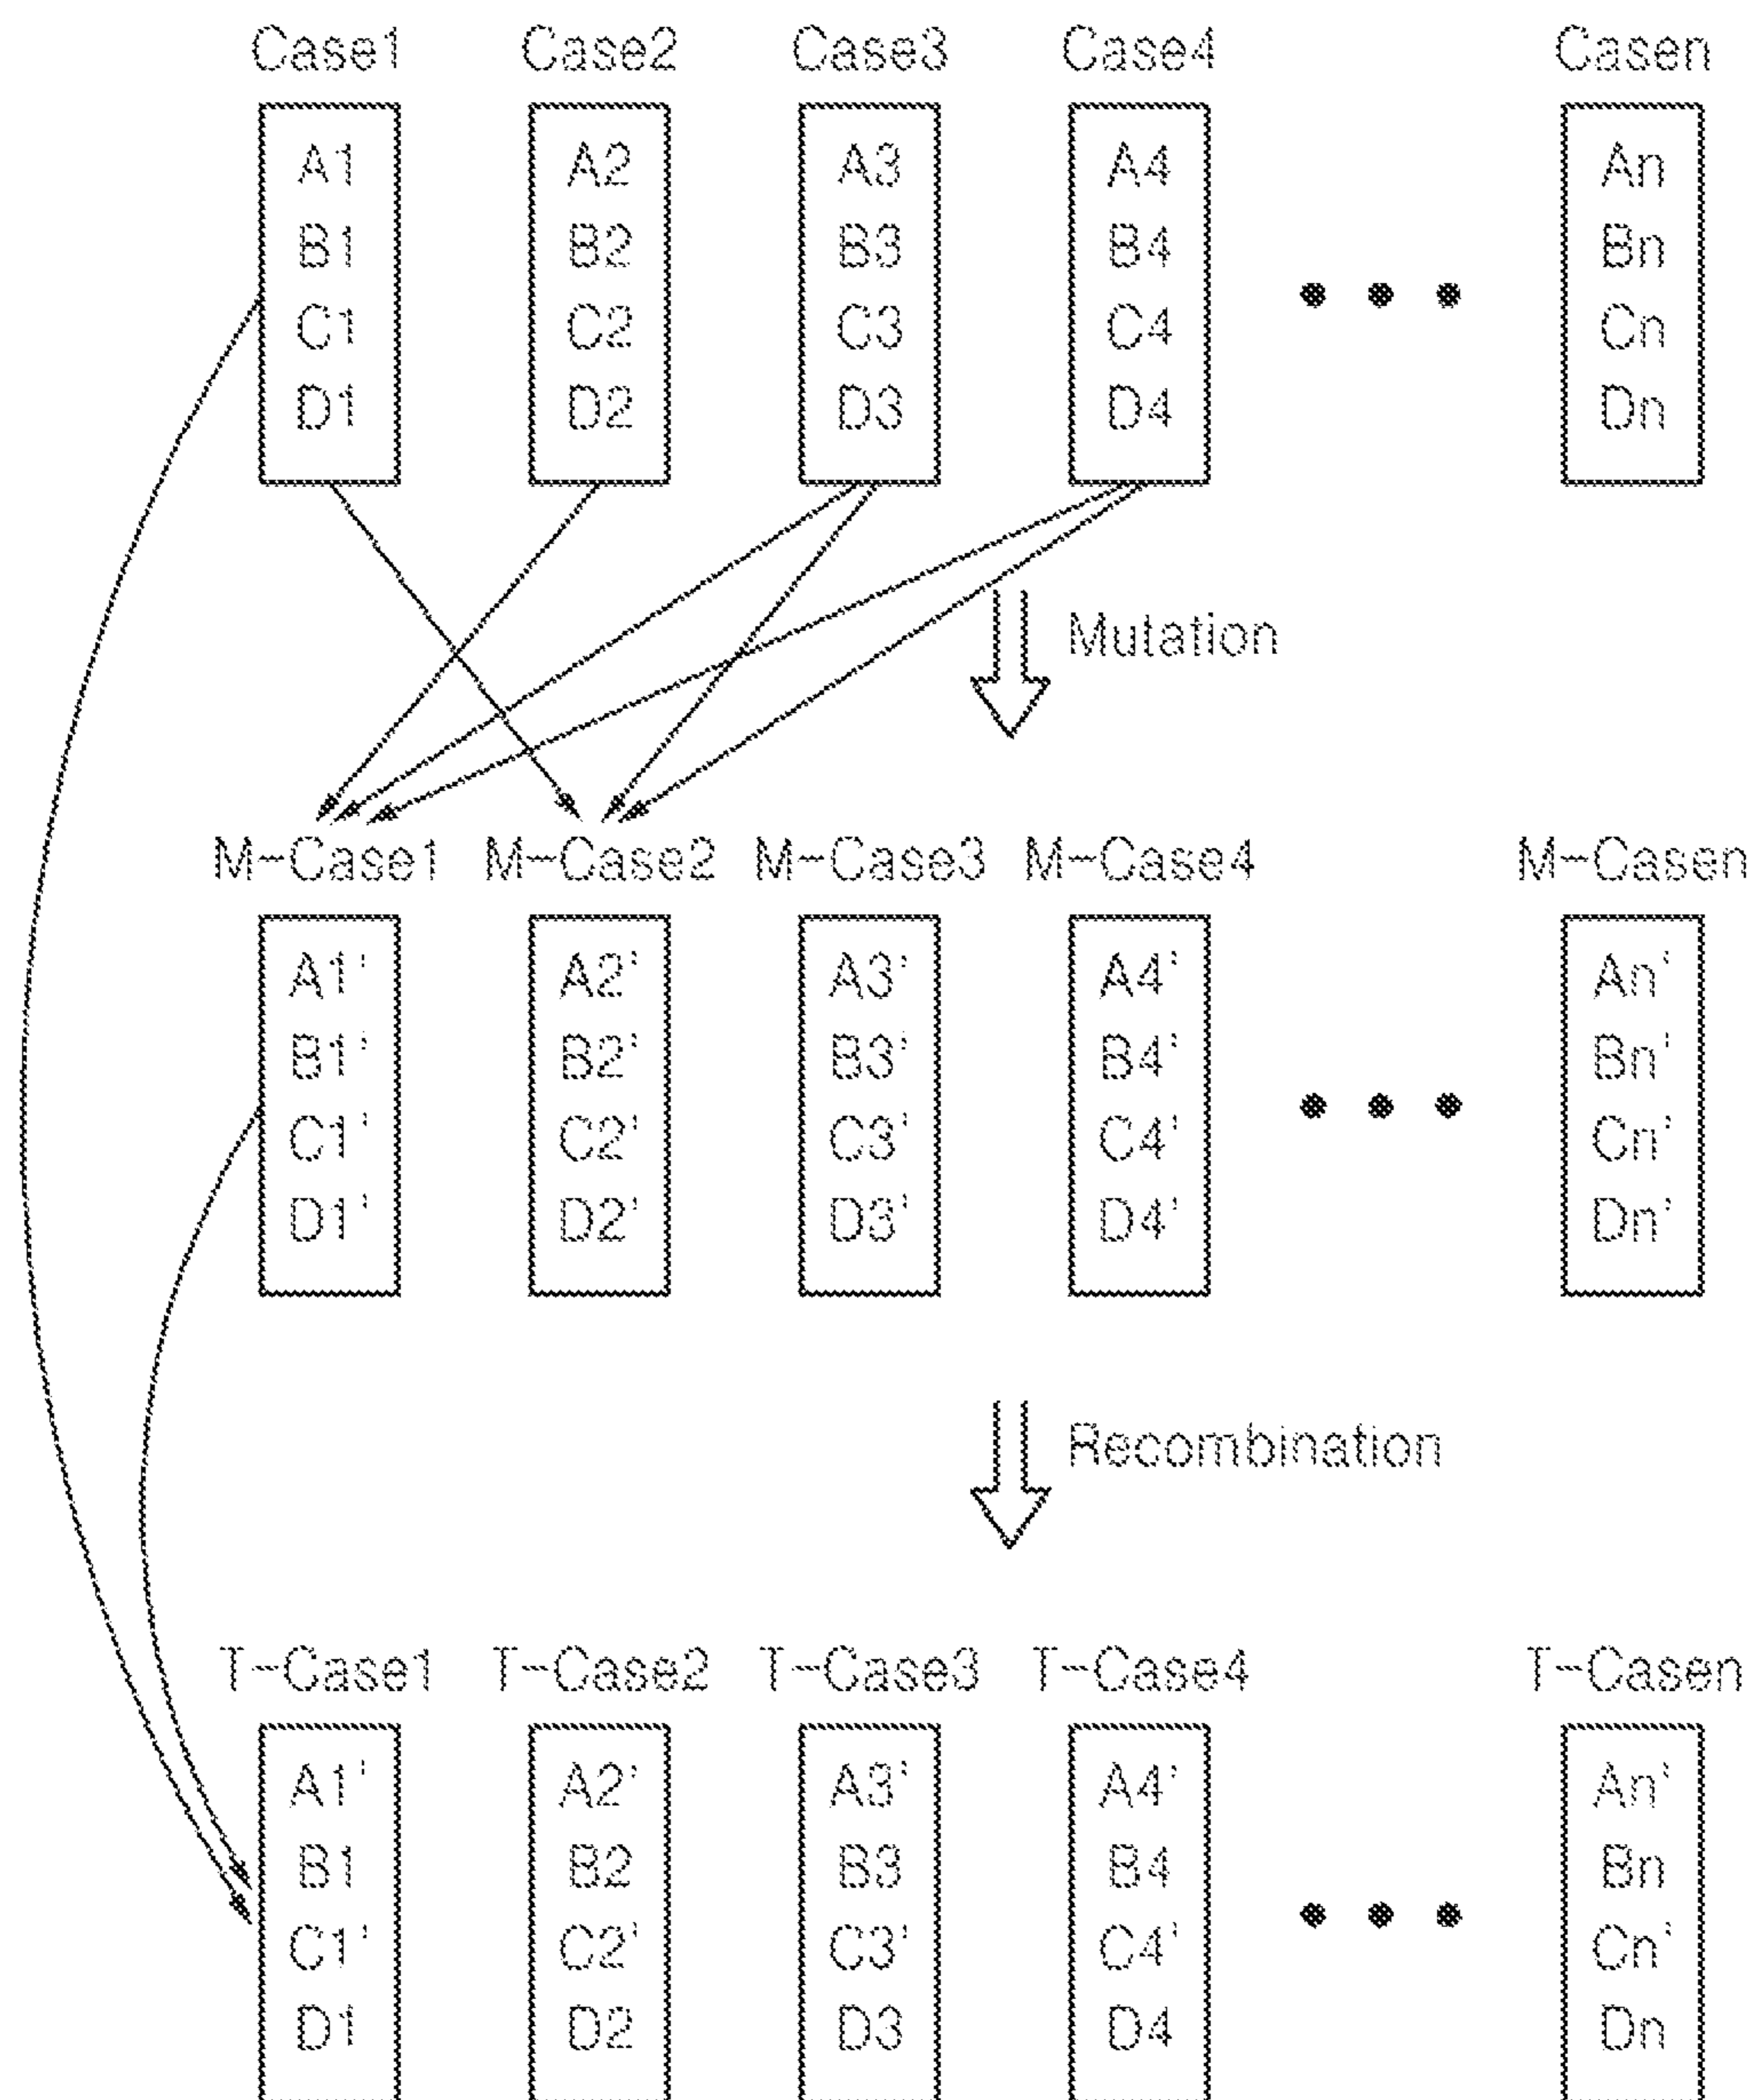 Case1 Case2 Case3 Case4 Casen
A1 A2 A3 A4 An
B1 B2 B3 B4 Bn
C1 C2 C3 C4 Cn
D1 D2 D3 D4 Dn
Mutation
M-Case1 M-Case2 M-Case3 M-Case4 M-Casen
A1' A2' A3' A4' An'
B1' B2' B3' B4' Bn'
C1' C2' C3' C4' Cn'
D1' D2' D3' D4' Dn'
Recombination
T-Case1 T-Case2 T-Case3 T-Case4 T-Casen
A1' A2' A3' A4' An'
B1 B2 B3 B4 Bn
C1' C2' C3' C4' Cn'
D1 D2 D3 D4 Dn